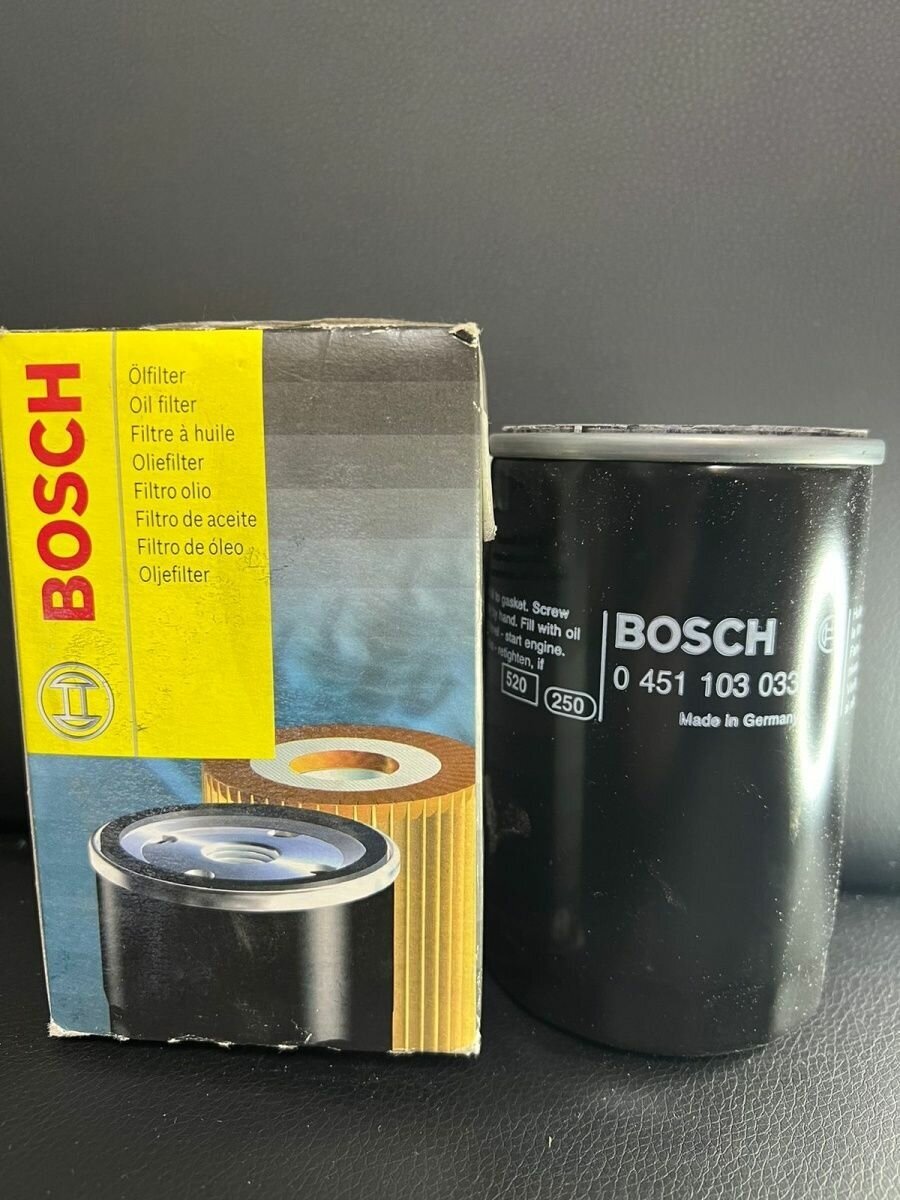 BOSCH
Ölfilter
Oil filter
Filtre à huile
Oliefilter
Filtro olio
Filtro de aceite
Filtro de óleo
Oljefilter
to gasket. Screw
hand. Fill with oil
- start engine.
- retighten, if
520
250
BOSCH
0 451 103 033
Made in Germany